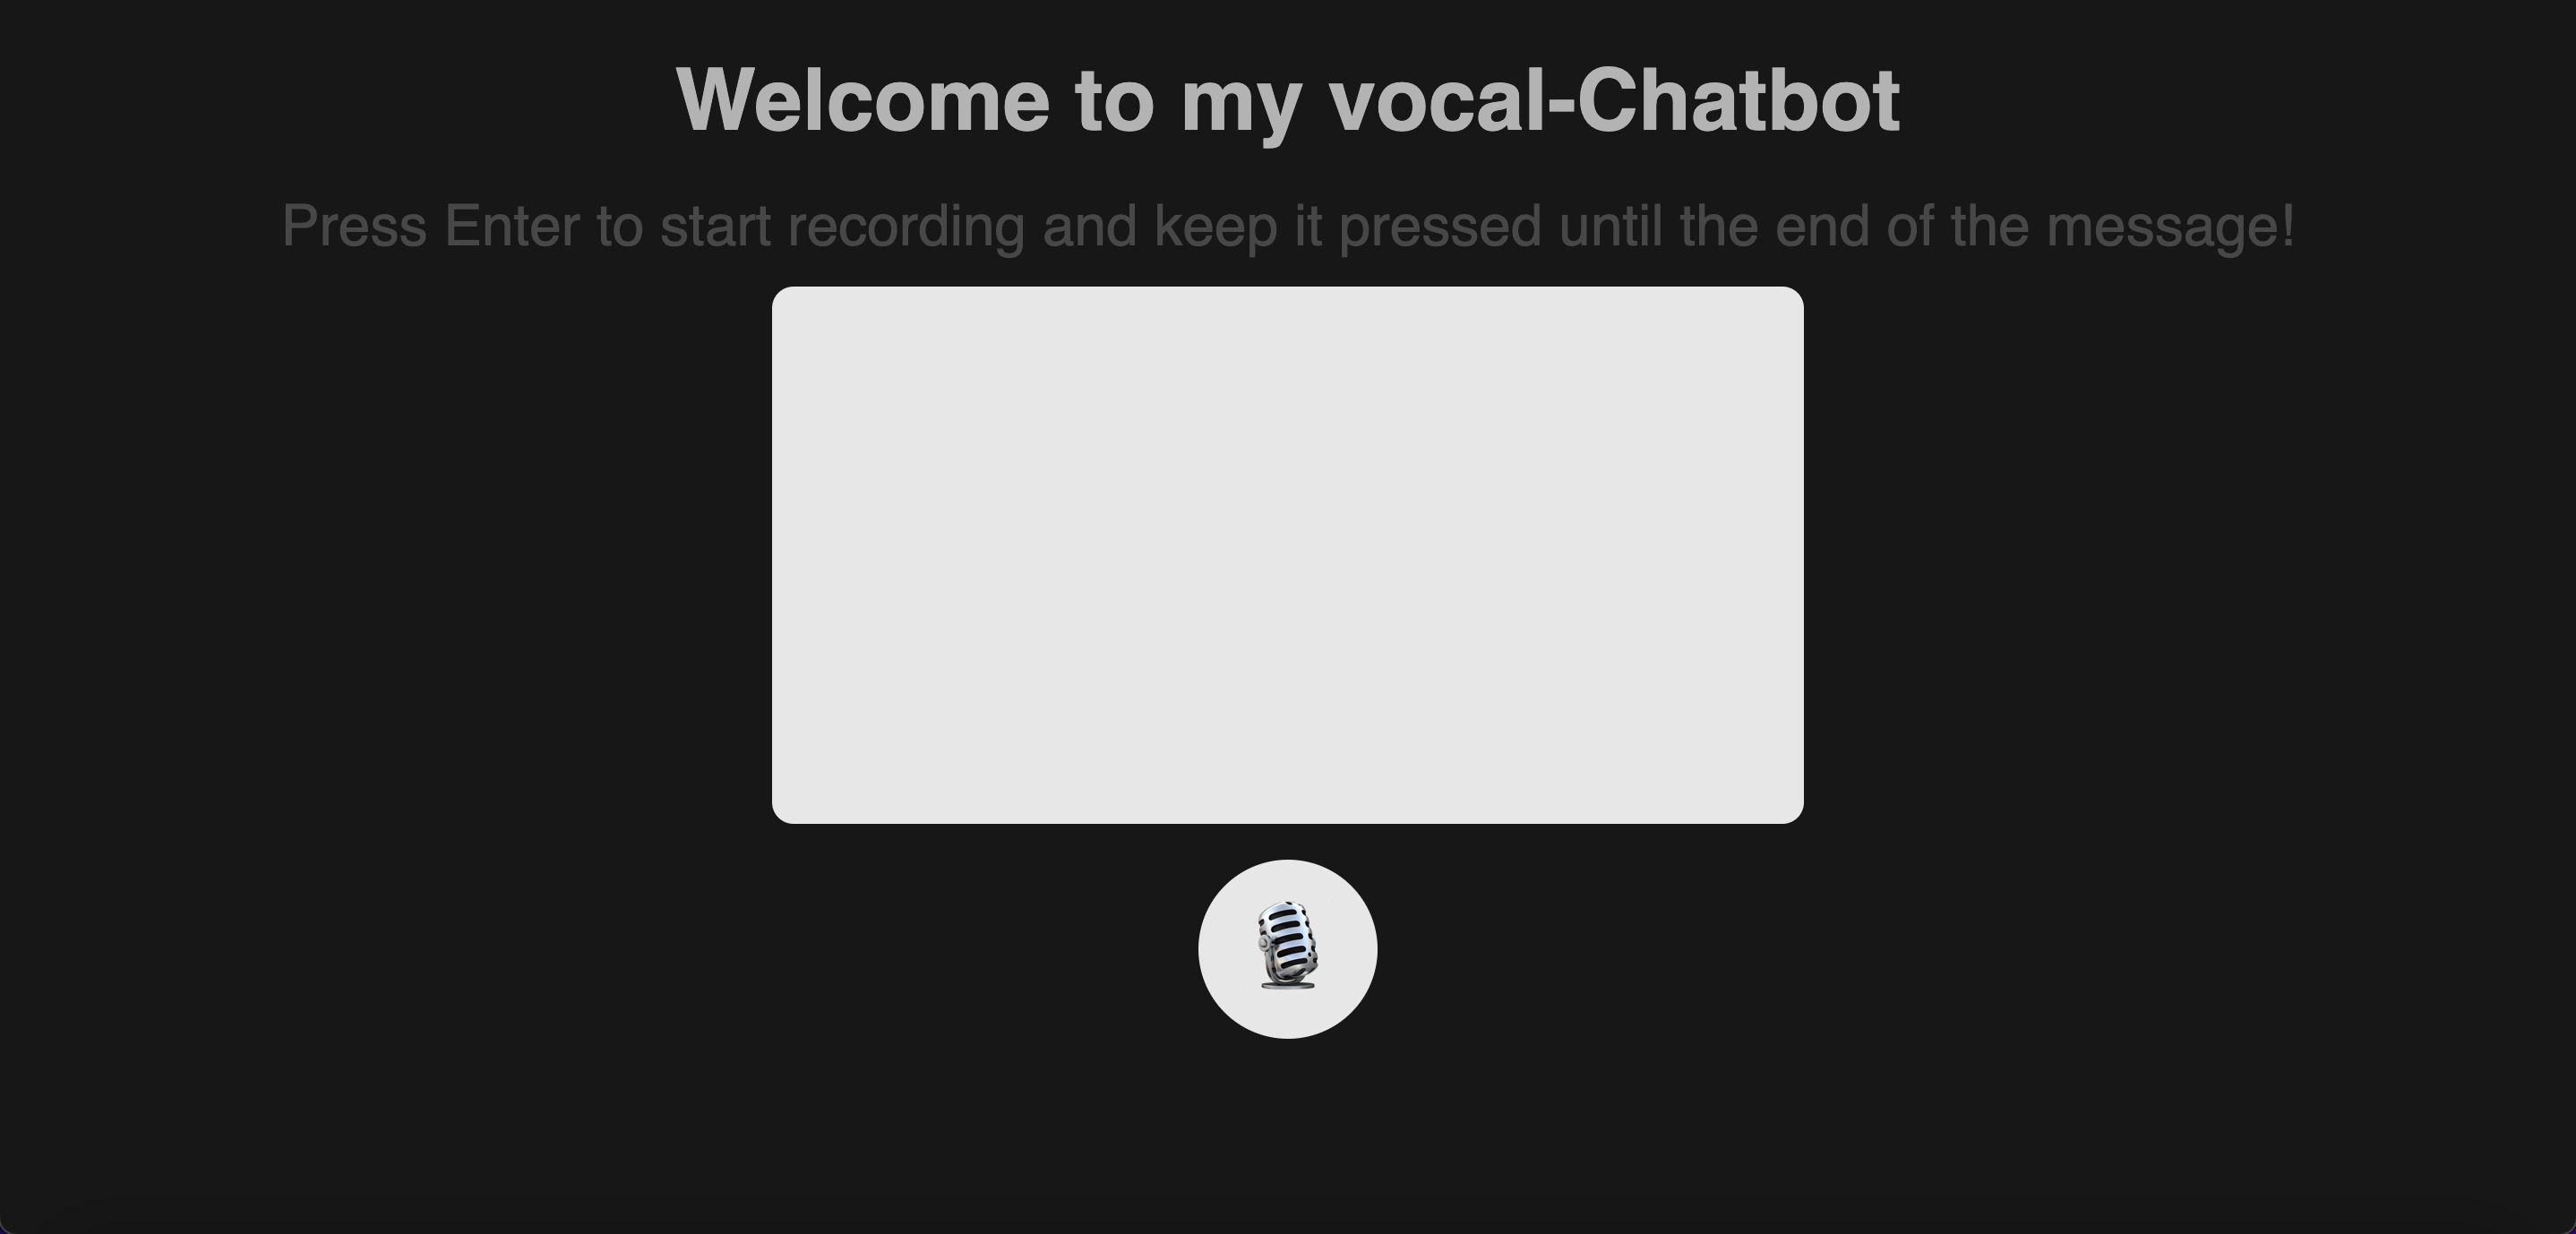 Welcome to my vocal-Chatbot
Press Enter to start recording and keep it pressed until the end of the message!